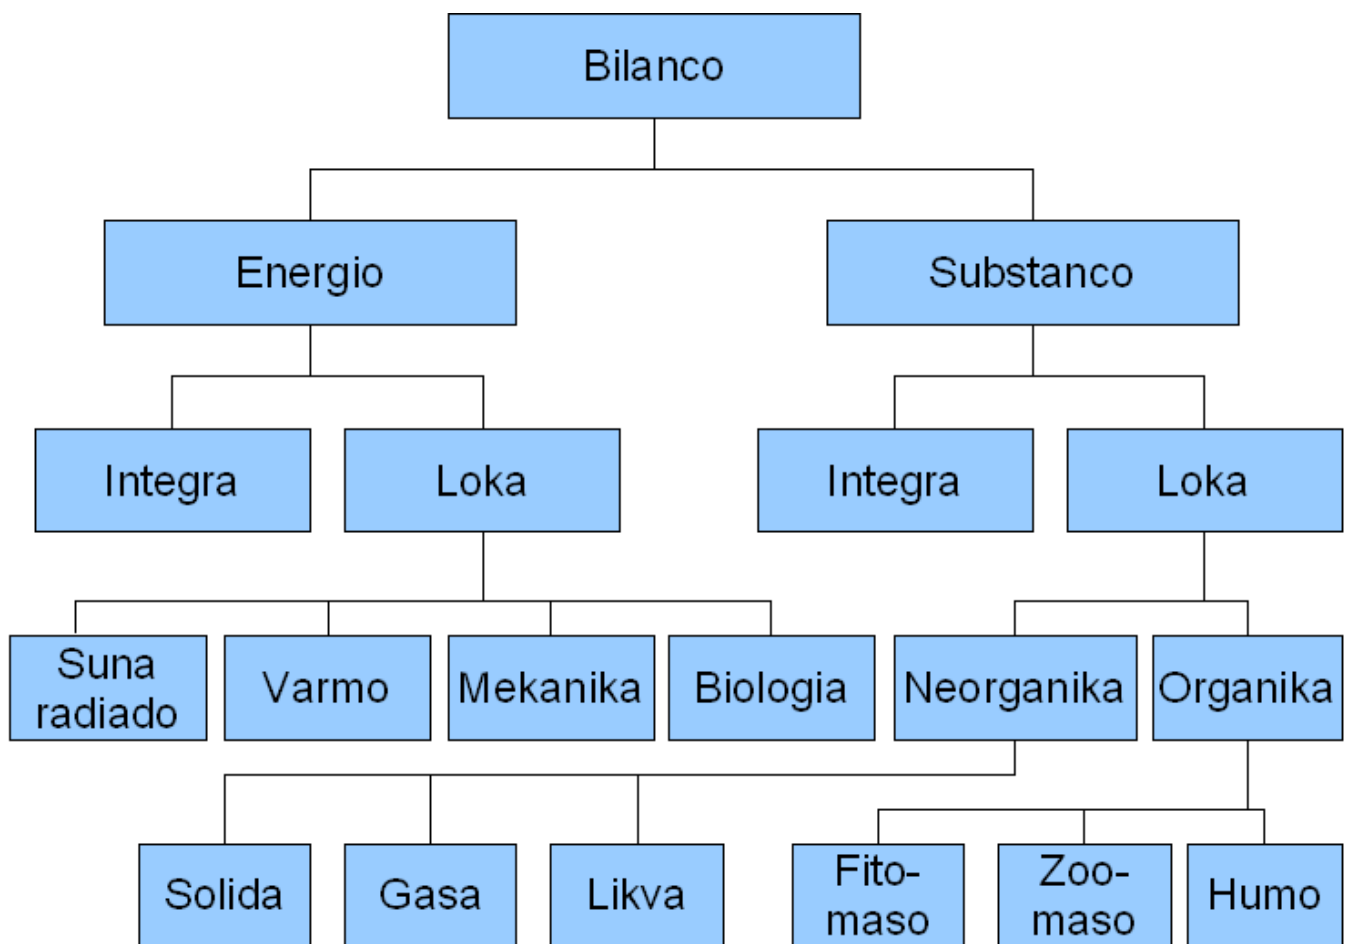 Bilanco
Energio
Substanco
Integra
Loka
Integra
Loka
Suna
radiado
Varmo
Mekanika
Biologia
Neorganika
Organika
Solida
Gasa
Likva
Fito-
maso
Zoo-
maso
Humo